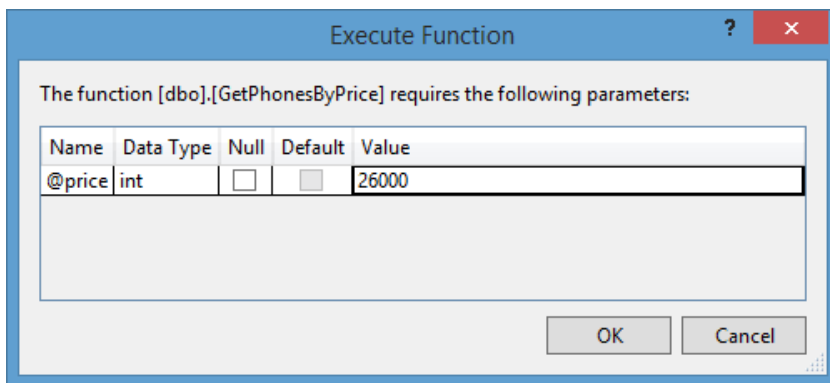 Execute Function
?
×
The function [dbo].[GetPhonesByPrice] requires the following parameters:
Name Data Type Null Default Value
@price int 26000
OK Cancel